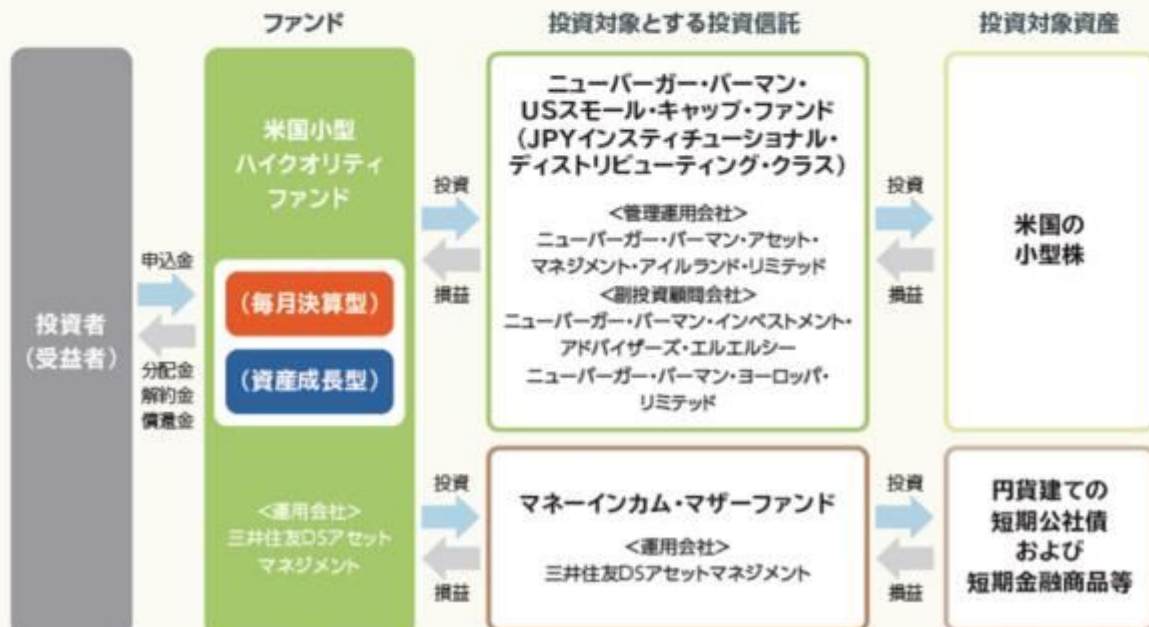 ファンド
投資対象とする投資信託
投資対象資産
投資者
(受益者)
申込金
分配金
解約金
償還金
米国小型
ハイクオリティ
ファンド
(毎月決算型)
(資産成長型)
<運用会社>
三井住友DSアセット
マネジメント
投資
損益
ニューバーガー・バーマン・
USスモール・キャップ・ファンド
(JPYインスティチューショナル・
ディストリビューティング・クラス)
<管理運用会社>
ニューバーガー・バーマン・アセット・
マネジメント・アイルランド・リミテッド
<副投資顧問会社>
ニューバーガー・バーマン・インベストメント・
アドバイザーズ・エルエルシー
ニューバーガー・バーマン・ヨーロッパ・
リミテッド
投資
損益
米国の
小型株
投資
損益
マネーインカム・マザーファンド
<運用会社>
三井住友DSアセットマネジメント
投資
損益
円貨建ての
短期公社債
および
短期金融商品等